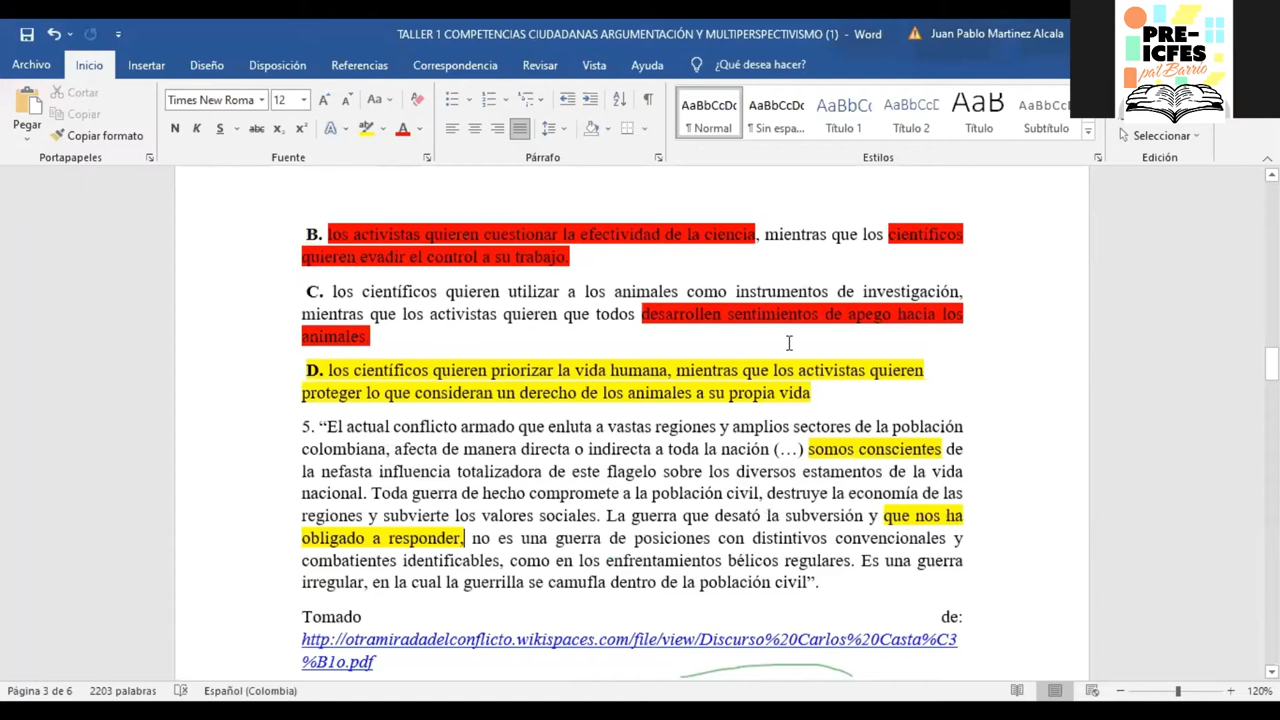 TALLER 1 COMPETENCIAS CIUDADANAS ARGUMENTACIÓN Y MULTIPERSPECTIVISMO (1) - Word
Juan Pablo Martinez Alcala
PRE-
ICFES
pal Barrio
Archivo Inicio Insertar Diseño Disposición Referencias Correspondencia Revisar Vista Ayuda ¿Qué desea hacer?
Pegar
Cortar
Copiar
Copiar formato
Portapapeles
Times New Roma 12
Aa
N K S abc x₂ x² A A
Fuente
Párrafo
AaBbCcDc AaBbCcDc AaBbCcD AaBbCcD AaB AaBbCcD
¶ Normal ¶ Sin espa... Título 1 Título 2 Título Subtítulo
Estilos
Seleccionar
Edición
B. los activistas quieren cuestionar la efectividad de la ciencia, mientras que los científicos
quieren evadir el control a su trabajo.
C. los científicos quieren utilizar a los animales como instrumentos de investigación,
mientras que los activistas quieren que todos desarrollen sentimientos de apego hacia los
animales.
D. los científicos quieren priorizar la vida humana, mientras que los activistas quieren
proteger lo que consideran un derecho de los animales a su propia vida
5. “El actual conflicto armado que enluta a vastas regiones y amplios sectores de la población
colombiana, afecta de manera directa o indirecta a toda la nación (…) somos conscientes de
la nefasta influencia totalizadora de este flagelo sobre los diversos estamentos de la vida
nacional. Toda guerra de hecho compromete a la población civil, destruye la economía de las
regiones y subvierte los valores sociales. La guerra que desató la subversión y que nos ha
obligado a responder, no es una guerra de posiciones con distintivos convencionales y
combatientes identificables, como en los enfrentamientos bélicos regulares. Es una guerra
irregular, en la cual la guerrilla se camufla dentro de la población civil”.
Tomado de:
http://otramiradadelconflicto.wikispaces.com/file/view/Discurso%20Carlos%20Casta%C3
%B1o.pdf
Página 3 de 6 2203 palabras Español (Colombia) 120%